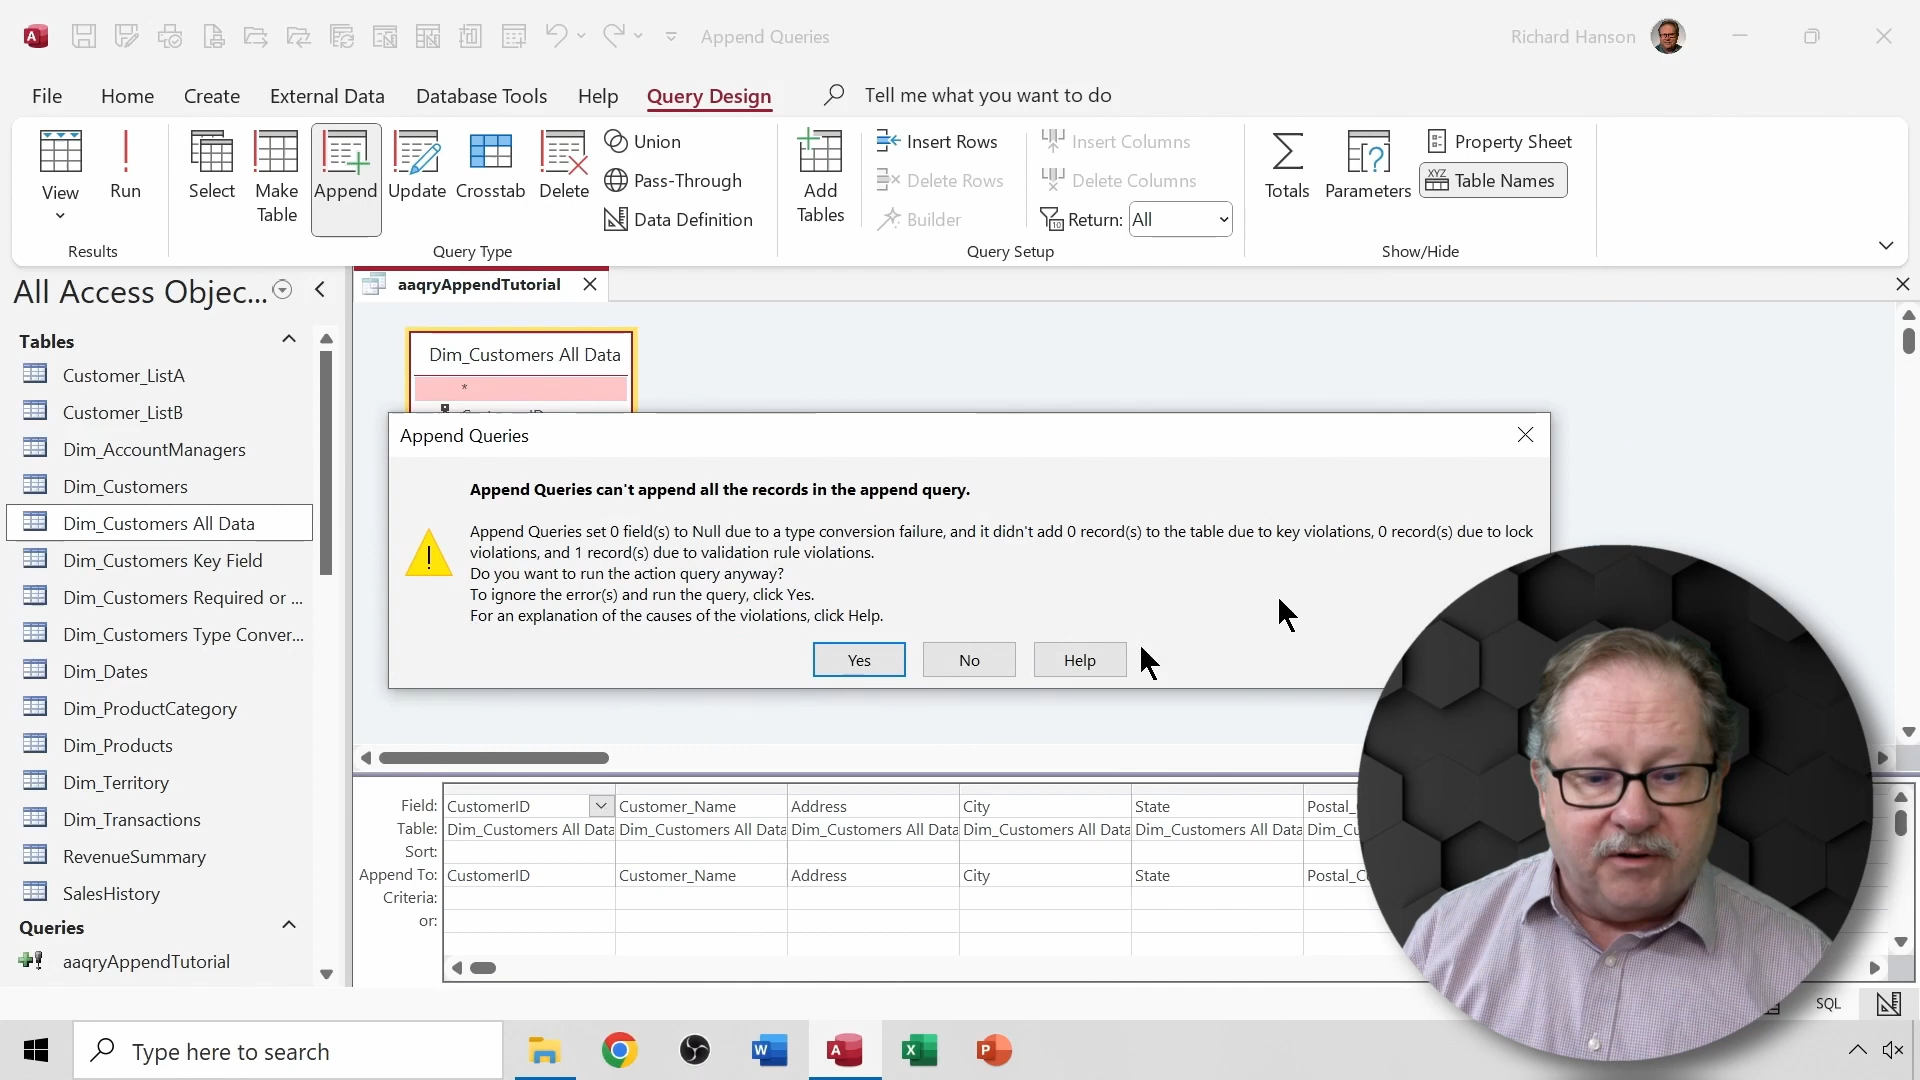 Append Queries
Richard Hanson
File
Home
Create
External Data
Database Tools
Help
Query Design
Tell me what you want to do
View
Run
Select
Make Table
Append
Update
Crosstab
Delete
Union
Pass-Through
Data Definition
Add Tables
Insert Rows
Delete Rows
Builder
Insert Columns
Delete Columns
Return: All
Totals
Parameters
Property Sheet
Table Names
Results
Query Type
Query Setup
Show/Hide
All Access Objec...
aaqryAppendTutorial
Tables
Customer_ListA
Customer_ListB
Dim_AccountManagers
Dim_Customers
Dim_Customers All Data
Dim_Customers Key Field
Dim_Customers Required or ...
Dim_Customers Type Conver...
Dim_Dates
Dim_ProductCategory
Dim_Products
Dim_Territory
Dim_Transactions
RevenueSummary
SalesHistory
Queries
aaqryAppendTutorial
Dim_Customers All Data
*
Append Queries
Append Queries can't append all the records in the append query.
Append Queries set 0 field(s) to Null due to a type conversion failure, and it didn't add 0 record(s) to the table due to key violations, 0 record(s) due to lock
violations, and 1 record(s) due to validation rule violations.
Do you want to run the action query anyway?
To ignore the error(s) and run the query, click Yes.
For an explanation of the causes of the violations, click Help.
Yes
No
Help
Field: CustomerID Customer_Name Address City State
Table: Dim_Customers All Data Dim_Customers All Data Dim_Customers All Data Dim_Customers All Data Dim_Customers All Data
Sort:
Append To: CustomerID Customer_Name Address City State
Criteria:
or:
SQL
Type here to search